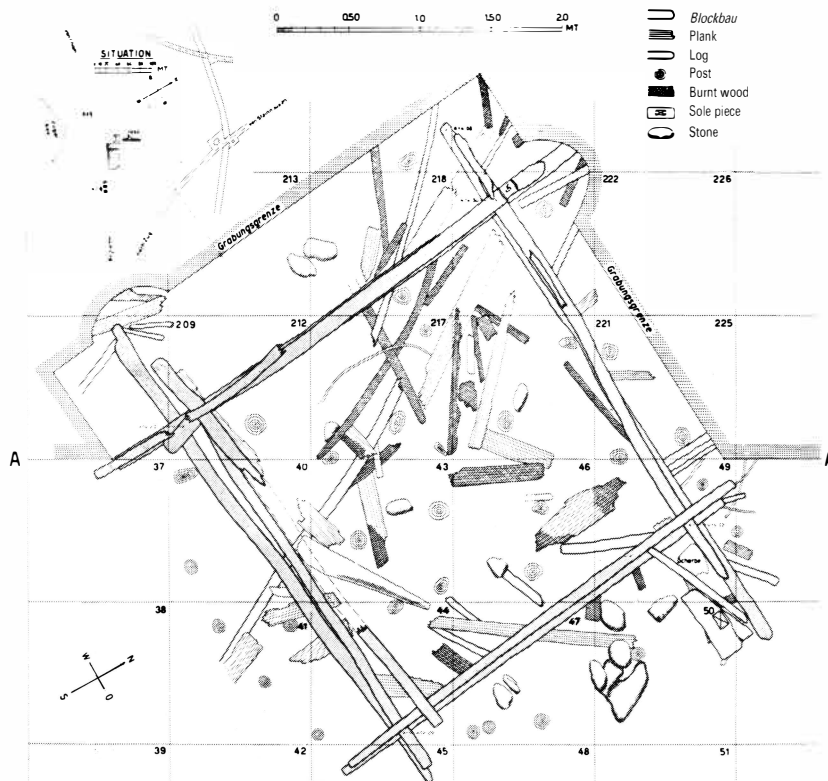 0 0.50 1.0 1.50 2.0
MT
Blockbau
Plank
Log
Post
Burnt wood
Sole piece
Stone
SITUATION
MT
213 218 222 226
Grabungsgrenze
Grabungsgrenze
209 212 217 221 225
A A
37 40 43 46 49
Scherbe
38 41 44 47 50
W N
S O
39 42 45 48 51